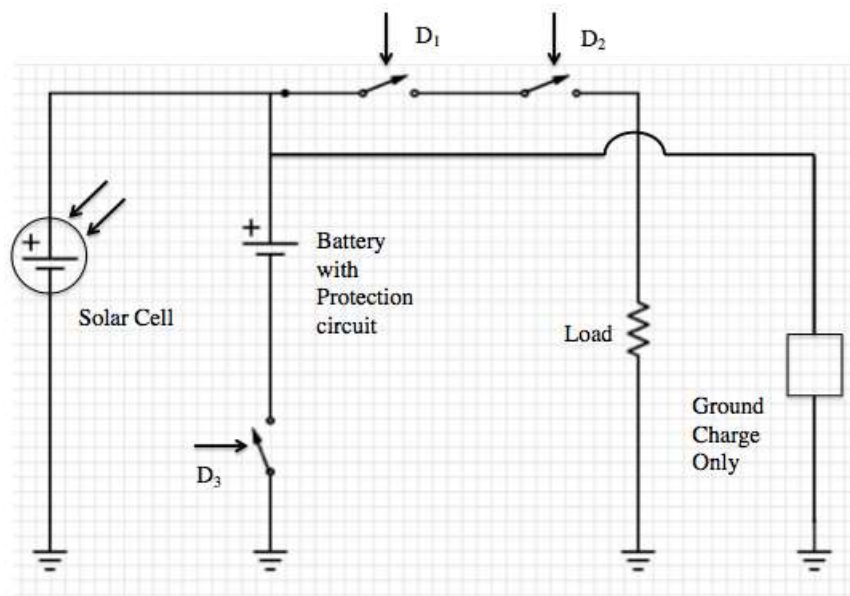 D₁
D₂
+
+
Battery
with
Protection
circuit
Solar Cell
Load
Ground
Charge
Only
D₃